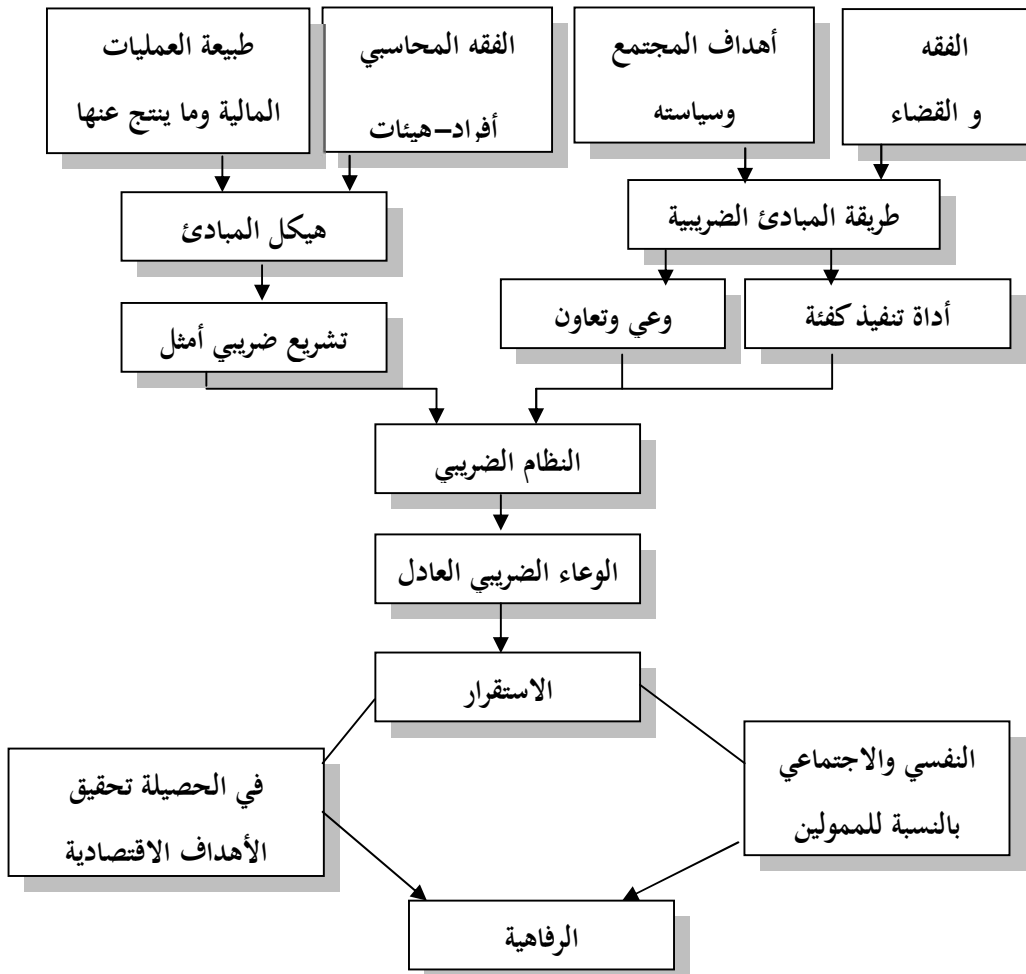 الفقه
و القضاء
أهداف المجتمع
وسياسته
الفقه المحاسبي
أفراد–هيئات
طبيعة العمليات
المالية وما ينتج عنها
طريقة المبادئ الضريبية
هيكل المبادئ
أداة تنفيذ كفئة
وعي وتعاون
تشريع ضريبي أمثل
النظام الضريبي
الوعاء الضريبي العادل
الاستقرار
النفسي والاجتماعي
بالنسبة للممولين
في الحصيلة تحقيق
الأهداف الاقتصادية
الرفاهية